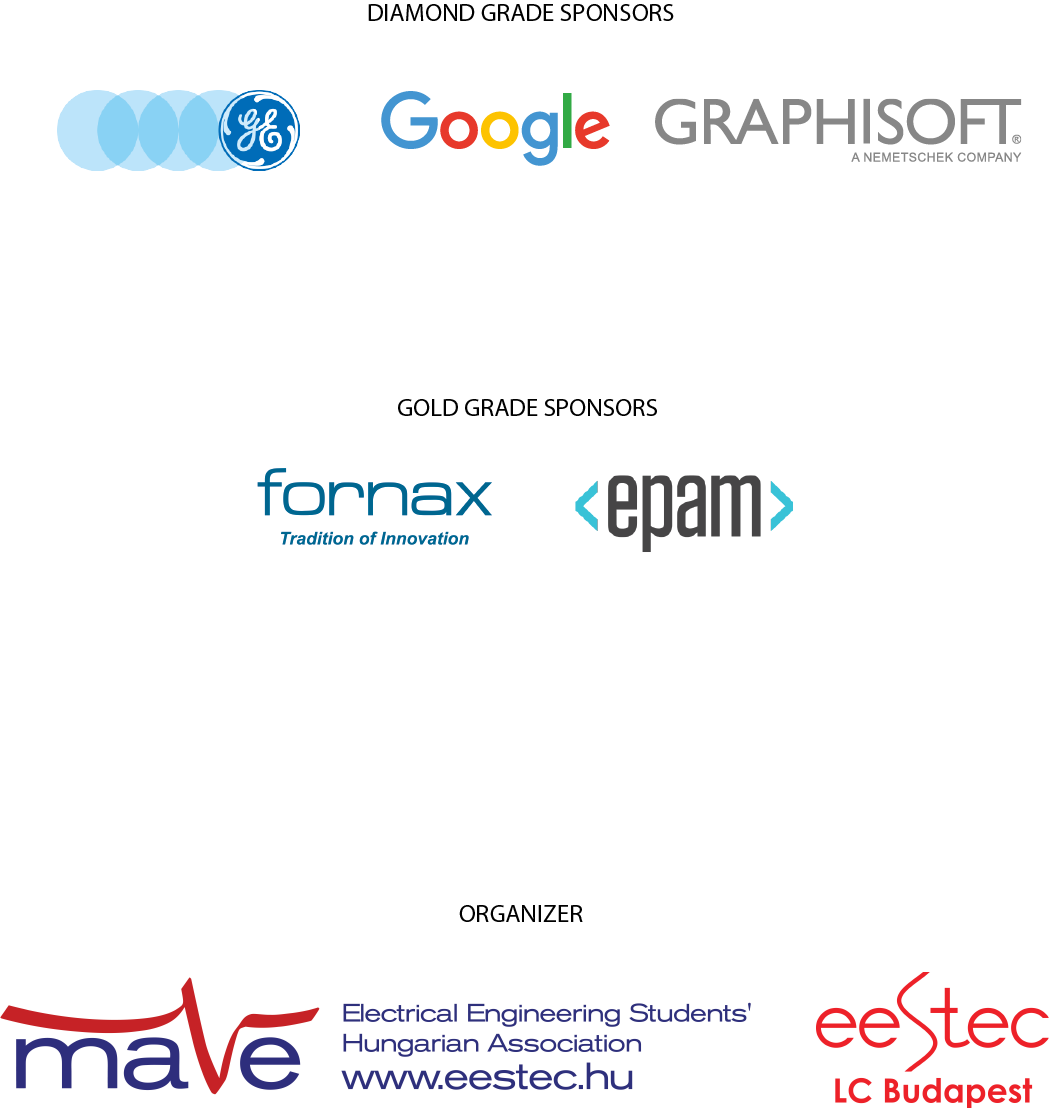 DIAMOND GRADE SPONSORS
GE
Google
GRAPHISOFT®
A NEMETSCHEK COMPANY
GOLD GRADE SPONSORS
fornax
Tradition of Innovation
<epam>
ORGANIZER
maVe
Electrical Engineering Students'
Hungarian Association
www.eestec.hu
eeStec
LC Budapest